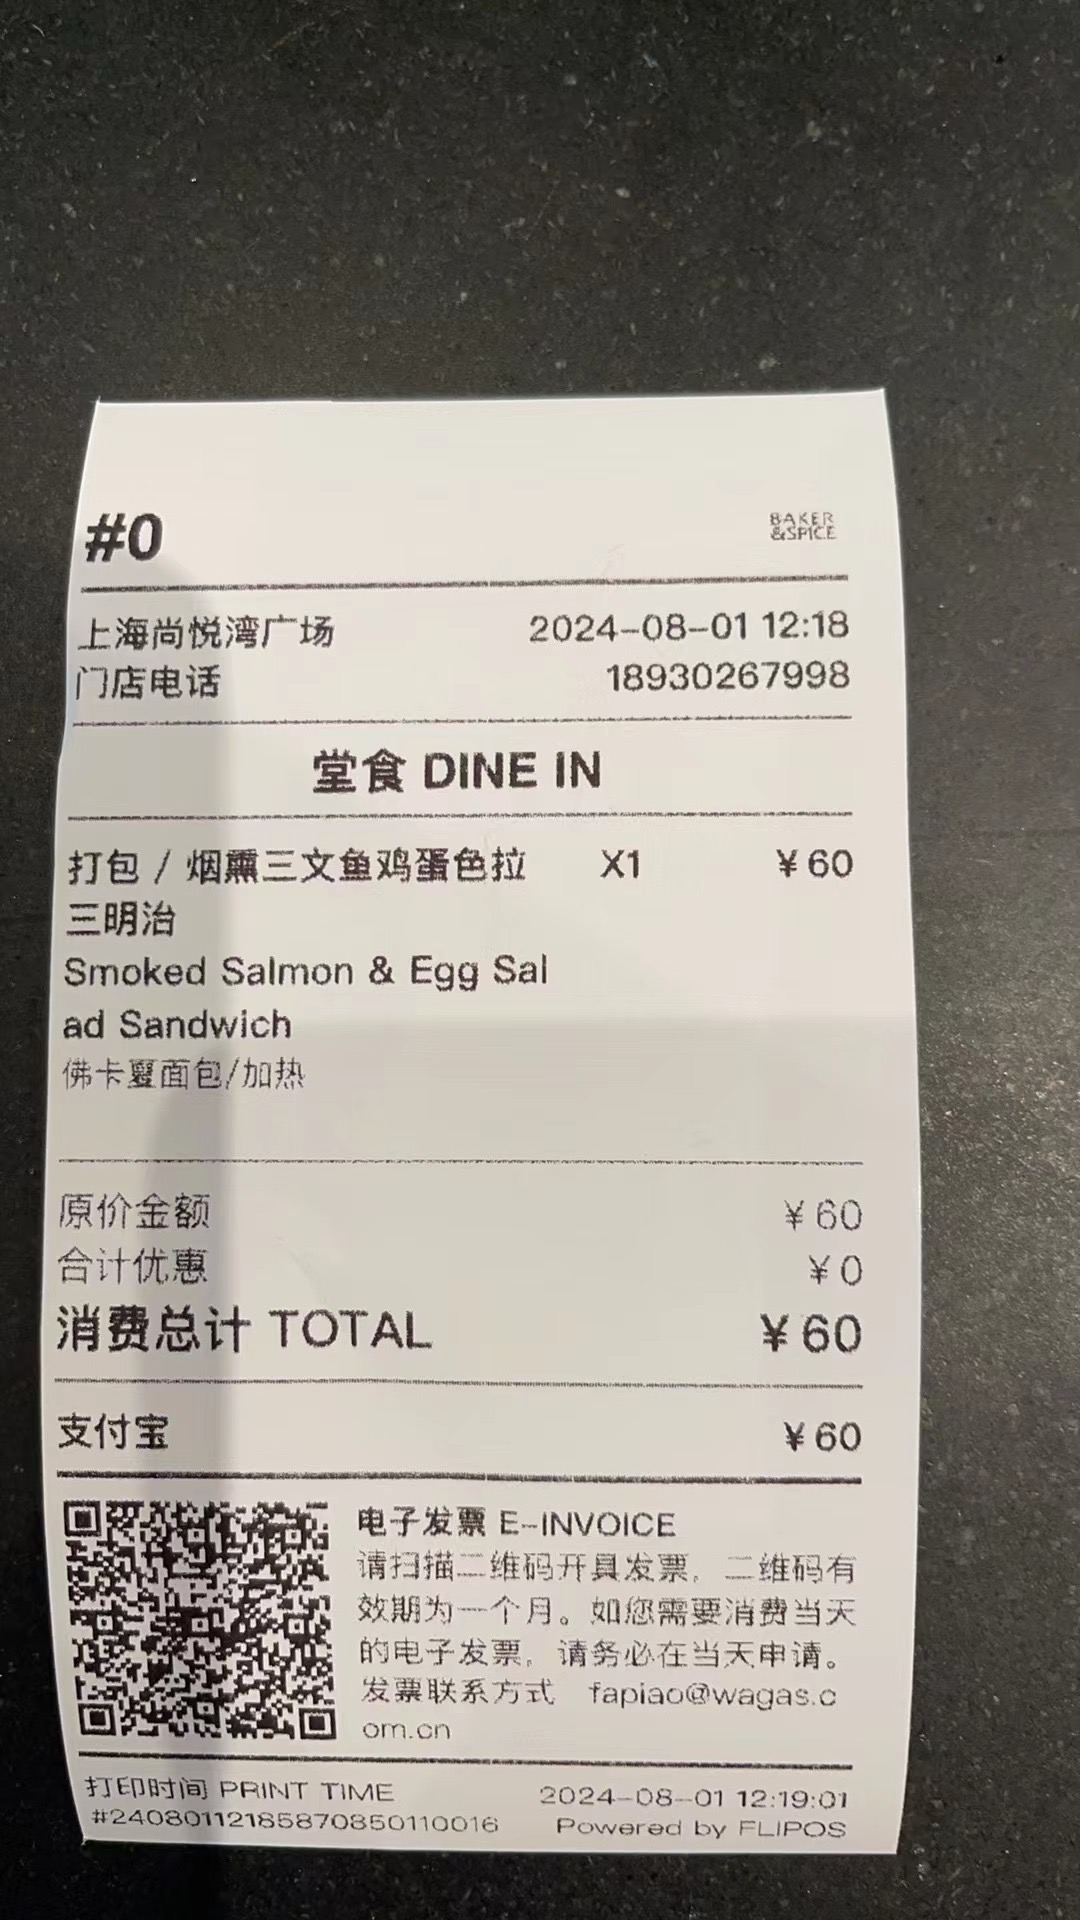 #0
BAKER
&SPICE
上海尚悦湾广场 2024-08-01 12:18
门店电话 18930267998
堂食 DINE IN
打包 / 烟熏三文鱼鸡蛋色拉 X1 ¥60
三明治
Smoked Salmon & Egg Sal
ad Sandwich
佛卡夏面包/加热
原价金额 ¥60
合计优惠 ¥0
消费总计 TOTAL ¥60
支付宝 ¥60
电子发票 E-INVOICE
请扫描二维码开具发票，二维码有
效期为一个月。如您需要消费当天
的电子发票，请务必在当天申请。
发票联系方式 fapiao@wagas.c
om.cn
打印时间 PRINT TIME 2024-08-01 12:19:01
#24080112185870850110016 Powered by FLIPOS